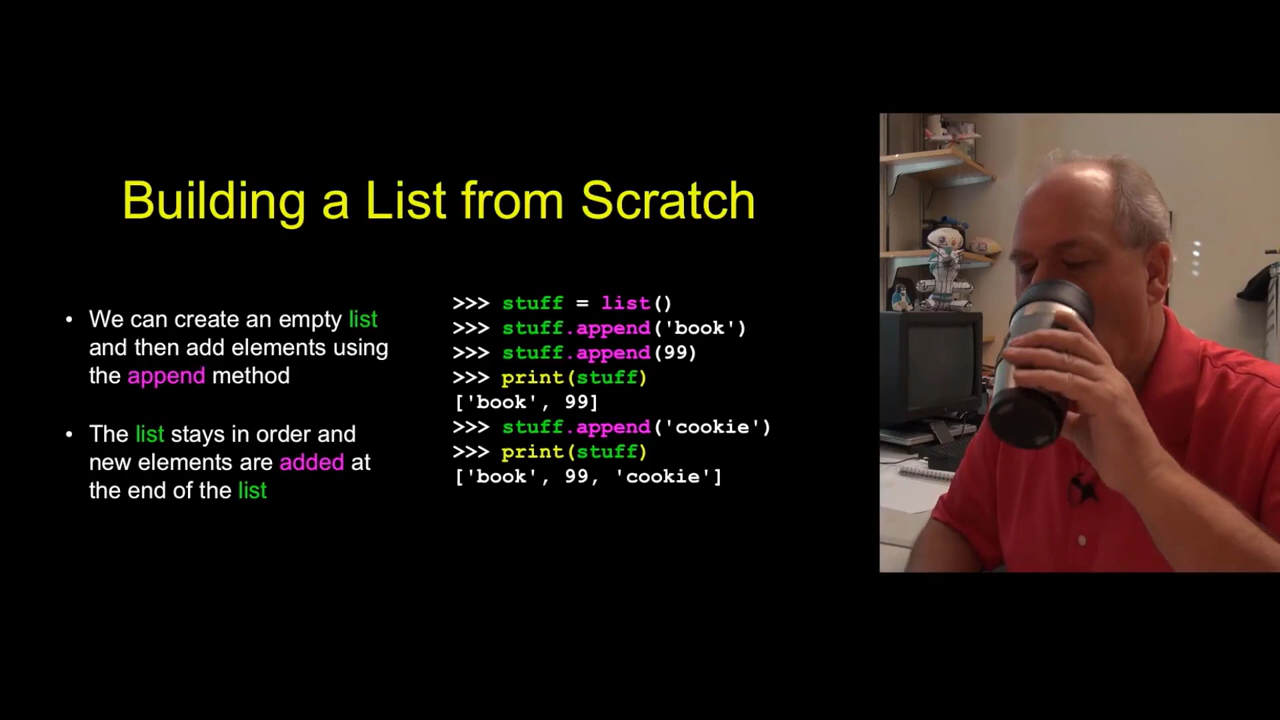 Building a List from Scratch
• We can create an empty list
and then add elements using
the append method
• The list stays in order and
new elements are added at
the end of the list
>>> stuff = list()
>>> stuff.append('book')
>>> stuff.append(99)
>>> print(stuff)
['book', 99]
>>> stuff.append('cookie')
>>> print(stuff)
['book', 99, 'cookie']